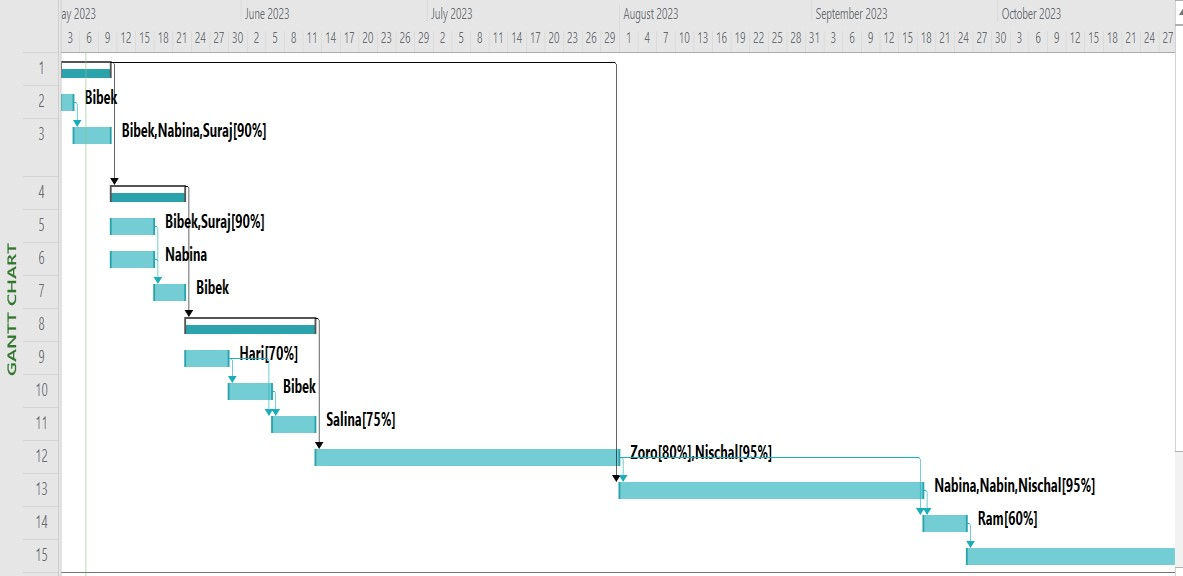 ay 2023 June 2023 July 2023 August 2023 September 2023 October 2023
3 6 9 12 15 18 21 24 27 30 2 5 8 11 14 17 20 23 26 29 2 5 8 11 14 17 20 23 26 29 1 4 7 10 13 16 19 22 25 28 31 3 6 9 12 15 18 21 24 27 30 3 6 9 12 15 18 21 24 27
1
2 Bibek
3 Bibek,Nabina,Suraj[90%]
4
5 Bibek,Suraj[90%]
6 Nabina
7 Bibek
8
9 Hari[70%]
10 Bibek
11 Salina[75%]
12 Zoro[80%],Nischal[95%]
13 Nabina,Nabin,Nischal[95%]
14 Ram[60%]
15
GANTT CHART